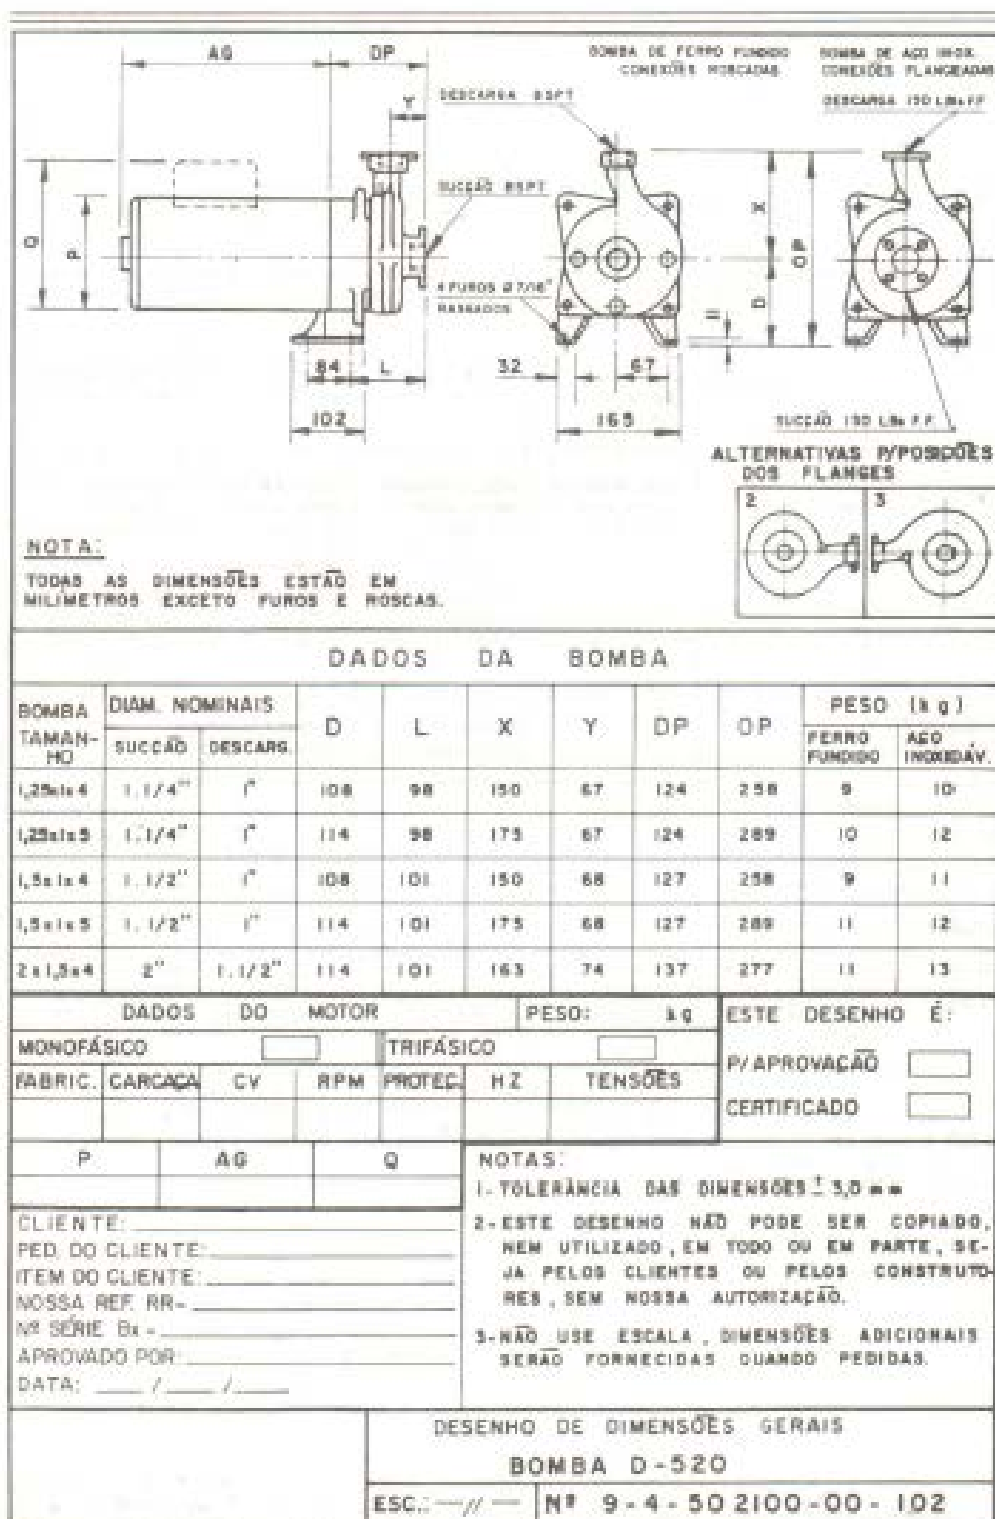 AG
DP
Y
BOMBA DE FERRO FUNDIDO
CONEXÕES ROSCADAS
BOMBA DE AÇO INOX
CONEXÕES FLANGEADAS
DESCARGA BSPT
DESCARGA 150 LBs F.F
SUCÇÃO BSPT
Q
P
X
OP
D
11
4 FUROS Ø 7/16"
RASGADOS
84
L
102
32
67
165
SUCÇÃO 150 LBs F.F.
ALTERNATIVAS P/POSIÇÕES
DOS FLANGES
2
3
NOTA:
TODAS AS DIMENSÕES ESTÃO EM
MILÍMETROS EXCETO FUROS E ROSCAS.
DADOS DA BOMBA
BOMBA TAMAN-HO DIAM. NOMINAIS D L X Y DP OP PESO (kg)
SUCCÃO DESCARG. FERRO FUNDIDO AÇO INOXIDÁV.
1,25x1x4 1.1/4" 1" 108 98 150 67 124 258 9 10
1,25x1x5 1.1/4" 1" 114 98 175 67 124 289 10 12
1,5x1x4 1.1/2" 1" 108 101 150 68 127 258 9 11
1,5x1x5 1.1/2" 1" 114 101 175 68 127 289 11 12
2x1,5x4 2" 1.1/2" 114 101 163 74 137 277 11 13
DADOS DO MOTOR PESO: kg
MONOFÁSICO TRIFÁSICO
FABRIC. CARCAÇA CV RPM PROTEC. HZ TENSÕES
ESTE DESENHO É:
P/APROVAÇÃO
CERTIFICADO
P AG Q
CLIENTE:
PED. DO CLIENTE:
ITEM DO CLIENTE:
NOSSA REF. RR-
Nº SÉRIE Bx-
APROVADO POR:
DATA: / /
NOTAS:
1- TOLERÂNCIA DAS DIMENSÕES ± 3,0 mm
2- ESTE DESENHO NÃO PODE SER COPIADO,
NEM UTILIZADO, EM TODO OU EM PARTE, SE-
JA PELOS CLIENTES OU PELOS CONSTRUTO-
RES, SEM NOSSA AUTORIZAÇÃO.
3- NÃO USE ESCALA, DIMENSÕES ADICIONAIS
SERÃO FORNECIDAS QUANDO PEDIDAS.
DESENHO DE DIMENSÕES GERAIS
BOMBA D-520
ESC.: —//— Nº 9-4-502100-00-102